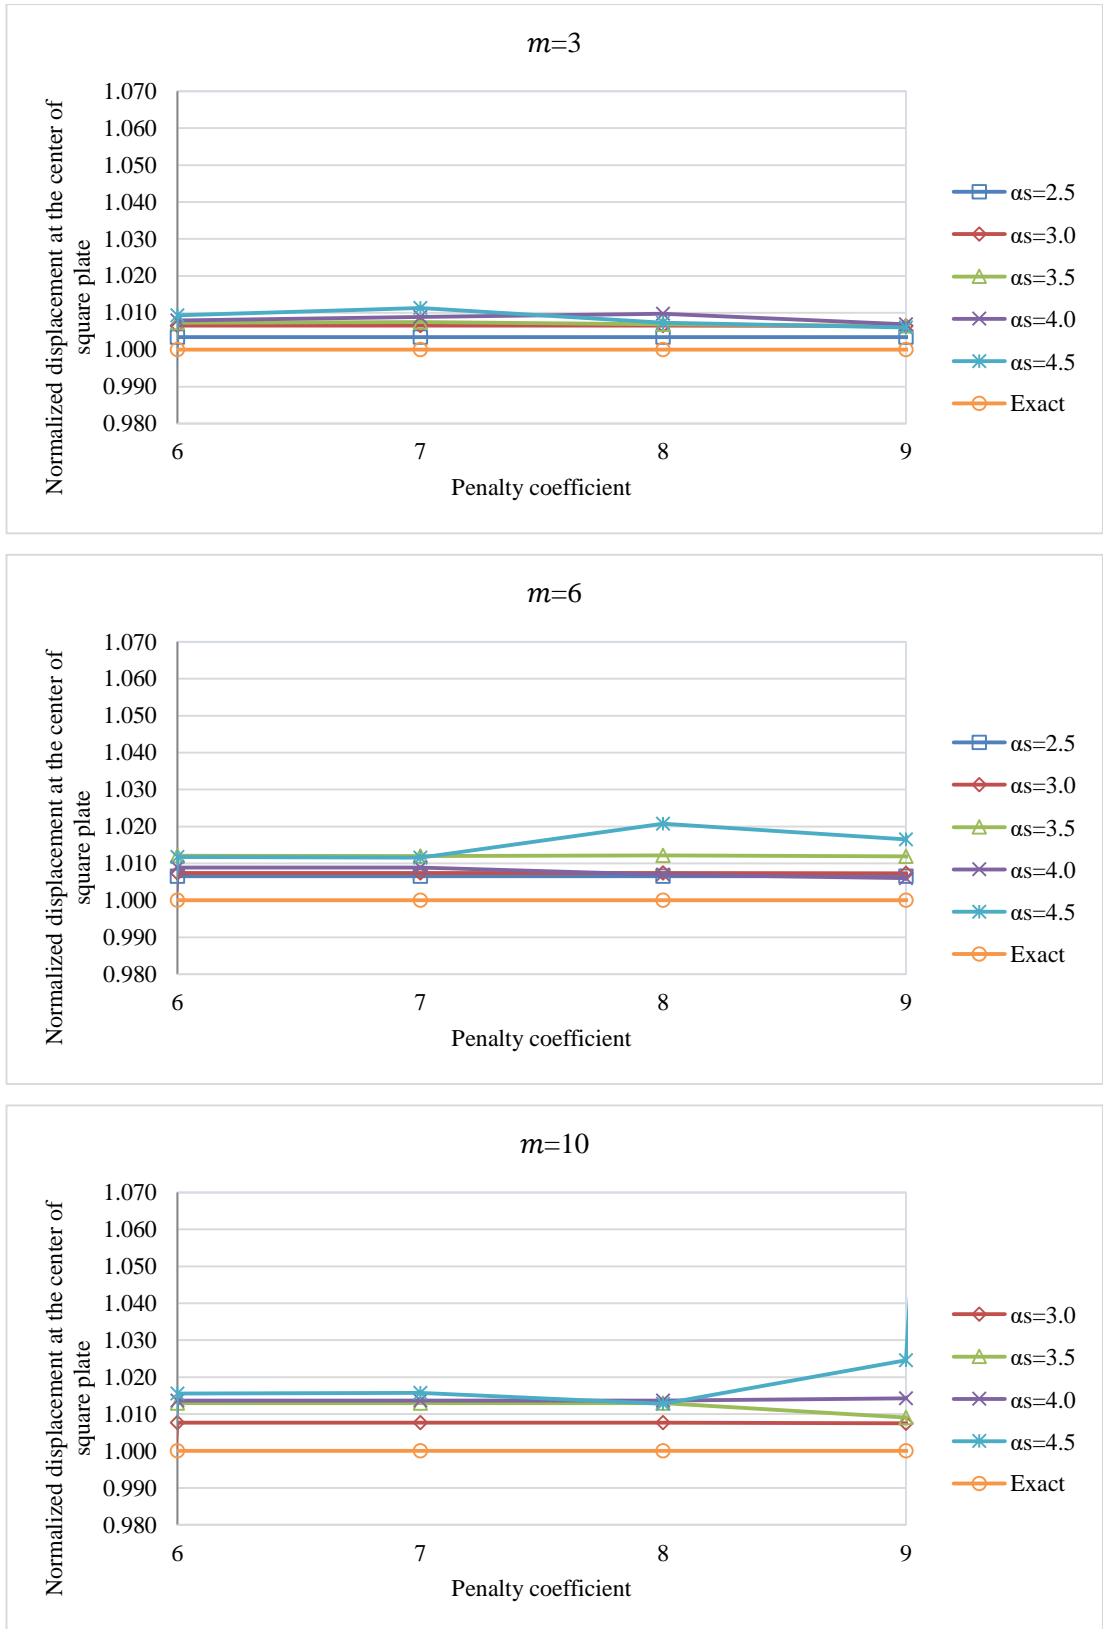 m=3
Normalized displacement at the center of
square plate
1.070
1.060
1.050
1.040
1.030
1.020
1.010
1.000
0.990
0.980
6 7 8 9
Penalty coefficient
αs=2.5
αs=3.0
αs=3.5
αs=4.0
αs=4.5
Exact
m=6
Normalized displacement at the center of
square plate
1.070
1.060
1.050
1.040
1.030
1.020
1.010
1.000
0.990
0.980
6 7 8 9
Penalty coefficient
αs=2.5
αs=3.0
αs=3.5
αs=4.0
αs=4.5
Exact
m=10
Normalized displacement at the center of
square plate
1.070
1.060
1.050
1.040
1.030
1.020
1.010
1.000
0.990
0.980
6 7 8 9
Penalty coefficient
αs=3.0
αs=3.5
αs=4.0
αs=4.5
Exact